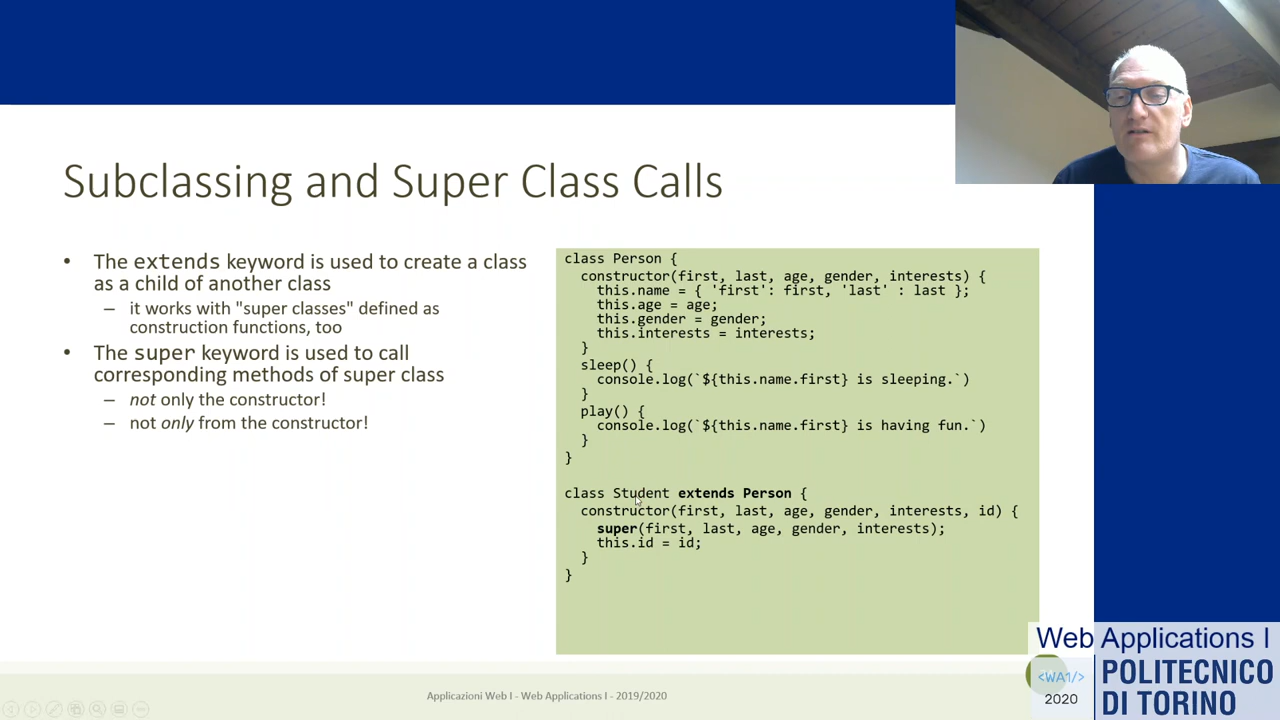 Subclassing and Super Class Calls
• The extends keyword is used to create a class
as a child of another class
– it works with "super classes" defined as
construction functions, too
• The super keyword is used to call
corresponding methods of super class
– not only the constructor!
– not only from the constructor!
class Person {
constructor(first, last, age, gender, interests) {
this.name = { 'first': first, 'last' : last };
this.age = age;
this.gender = gender;
this.interests = interests;
}
sleep() {
console.log(`${this.name.first} is sleeping.`)
}
play() {
console.log(`${this.name.first} is having fun.`)
}
}
class Student extends Person {
constructor(first, last, age, gender, interests, id) {
super(first, last, age, gender, interests);
this.id = id;
}
}
Applicazioni Web I - Web Applications I - 2019/2020
Web Applications I
<WA1/>
2020
POLITECNICO
DI TORINO